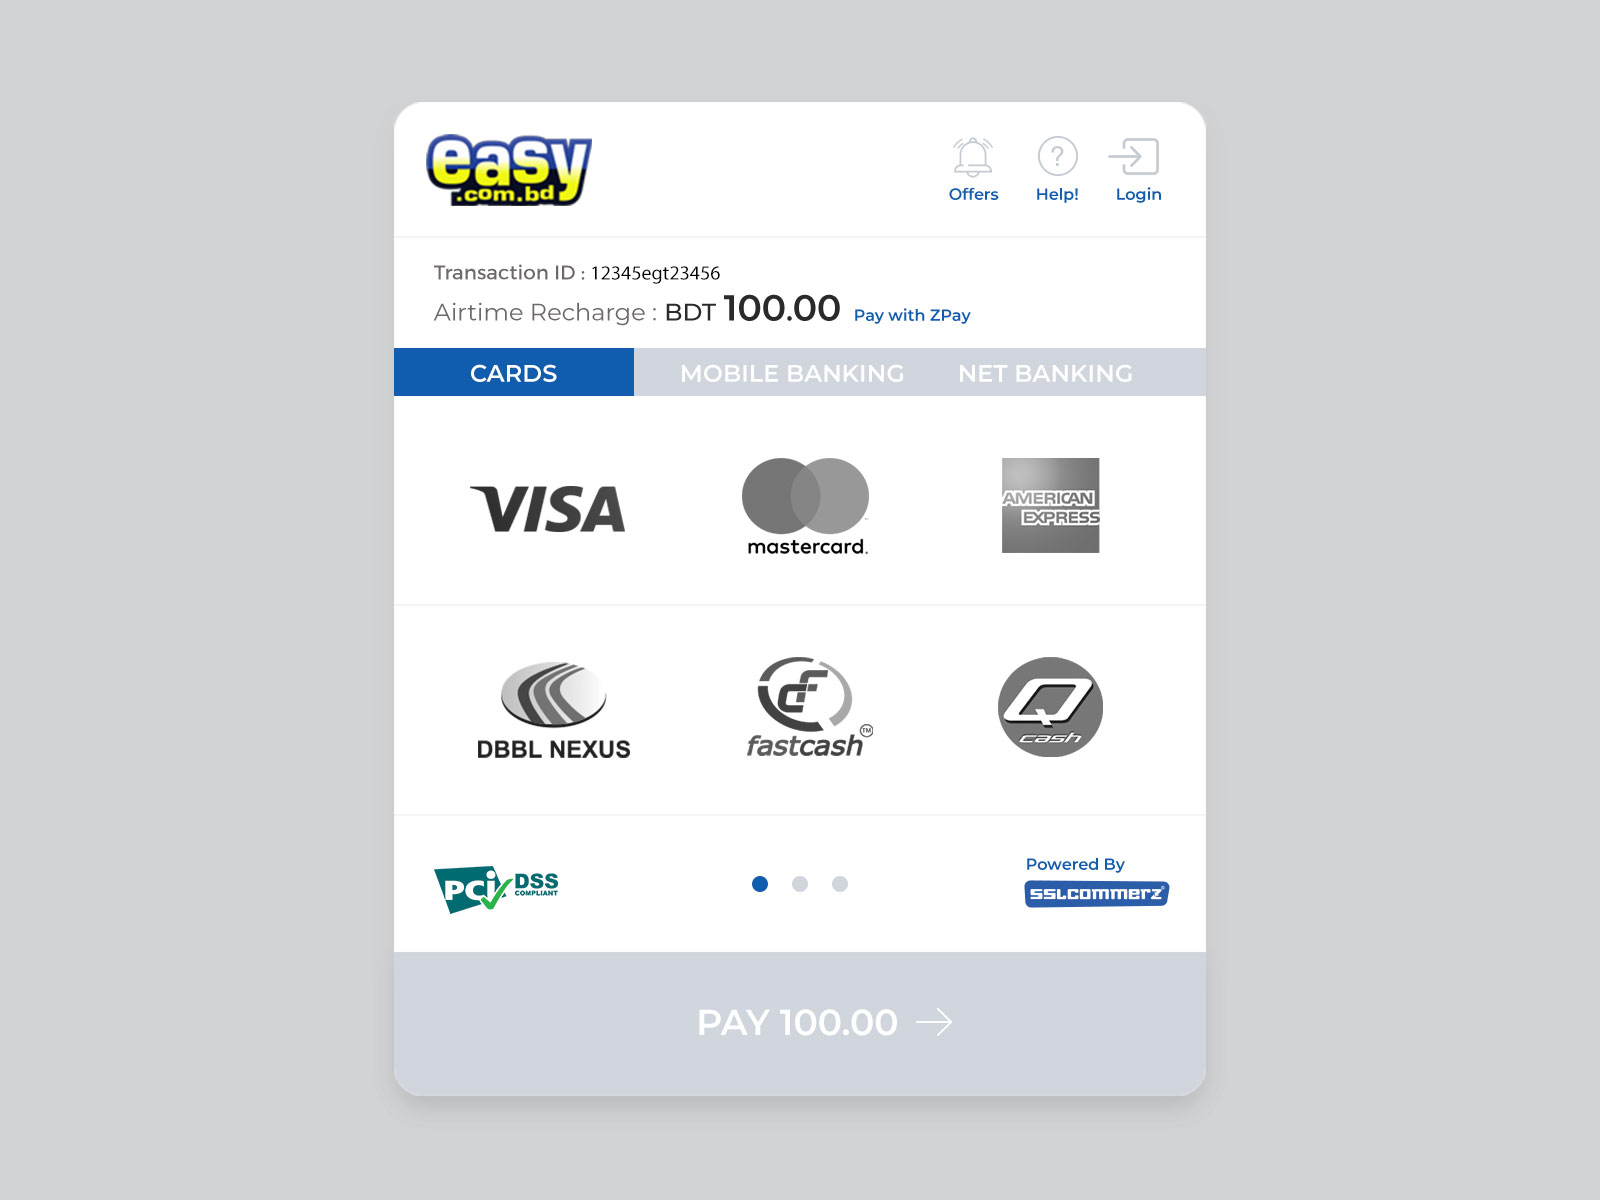 easy
.com.bd
Offers
Help!
Login
Transaction ID : 12345egt23456
Airtime Recharge : BDT 100.00 Pay with ZPay
CARDS
MOBILE BANKING
NET BANKING
VISA
mastercard.
AMERICAN
EXPRESS
DBBL NEXUS
fastcash TM
Q
cash
PCi DSS
COMPLIANT
Powered By
SSLCOMMERZ
PAY 100.00